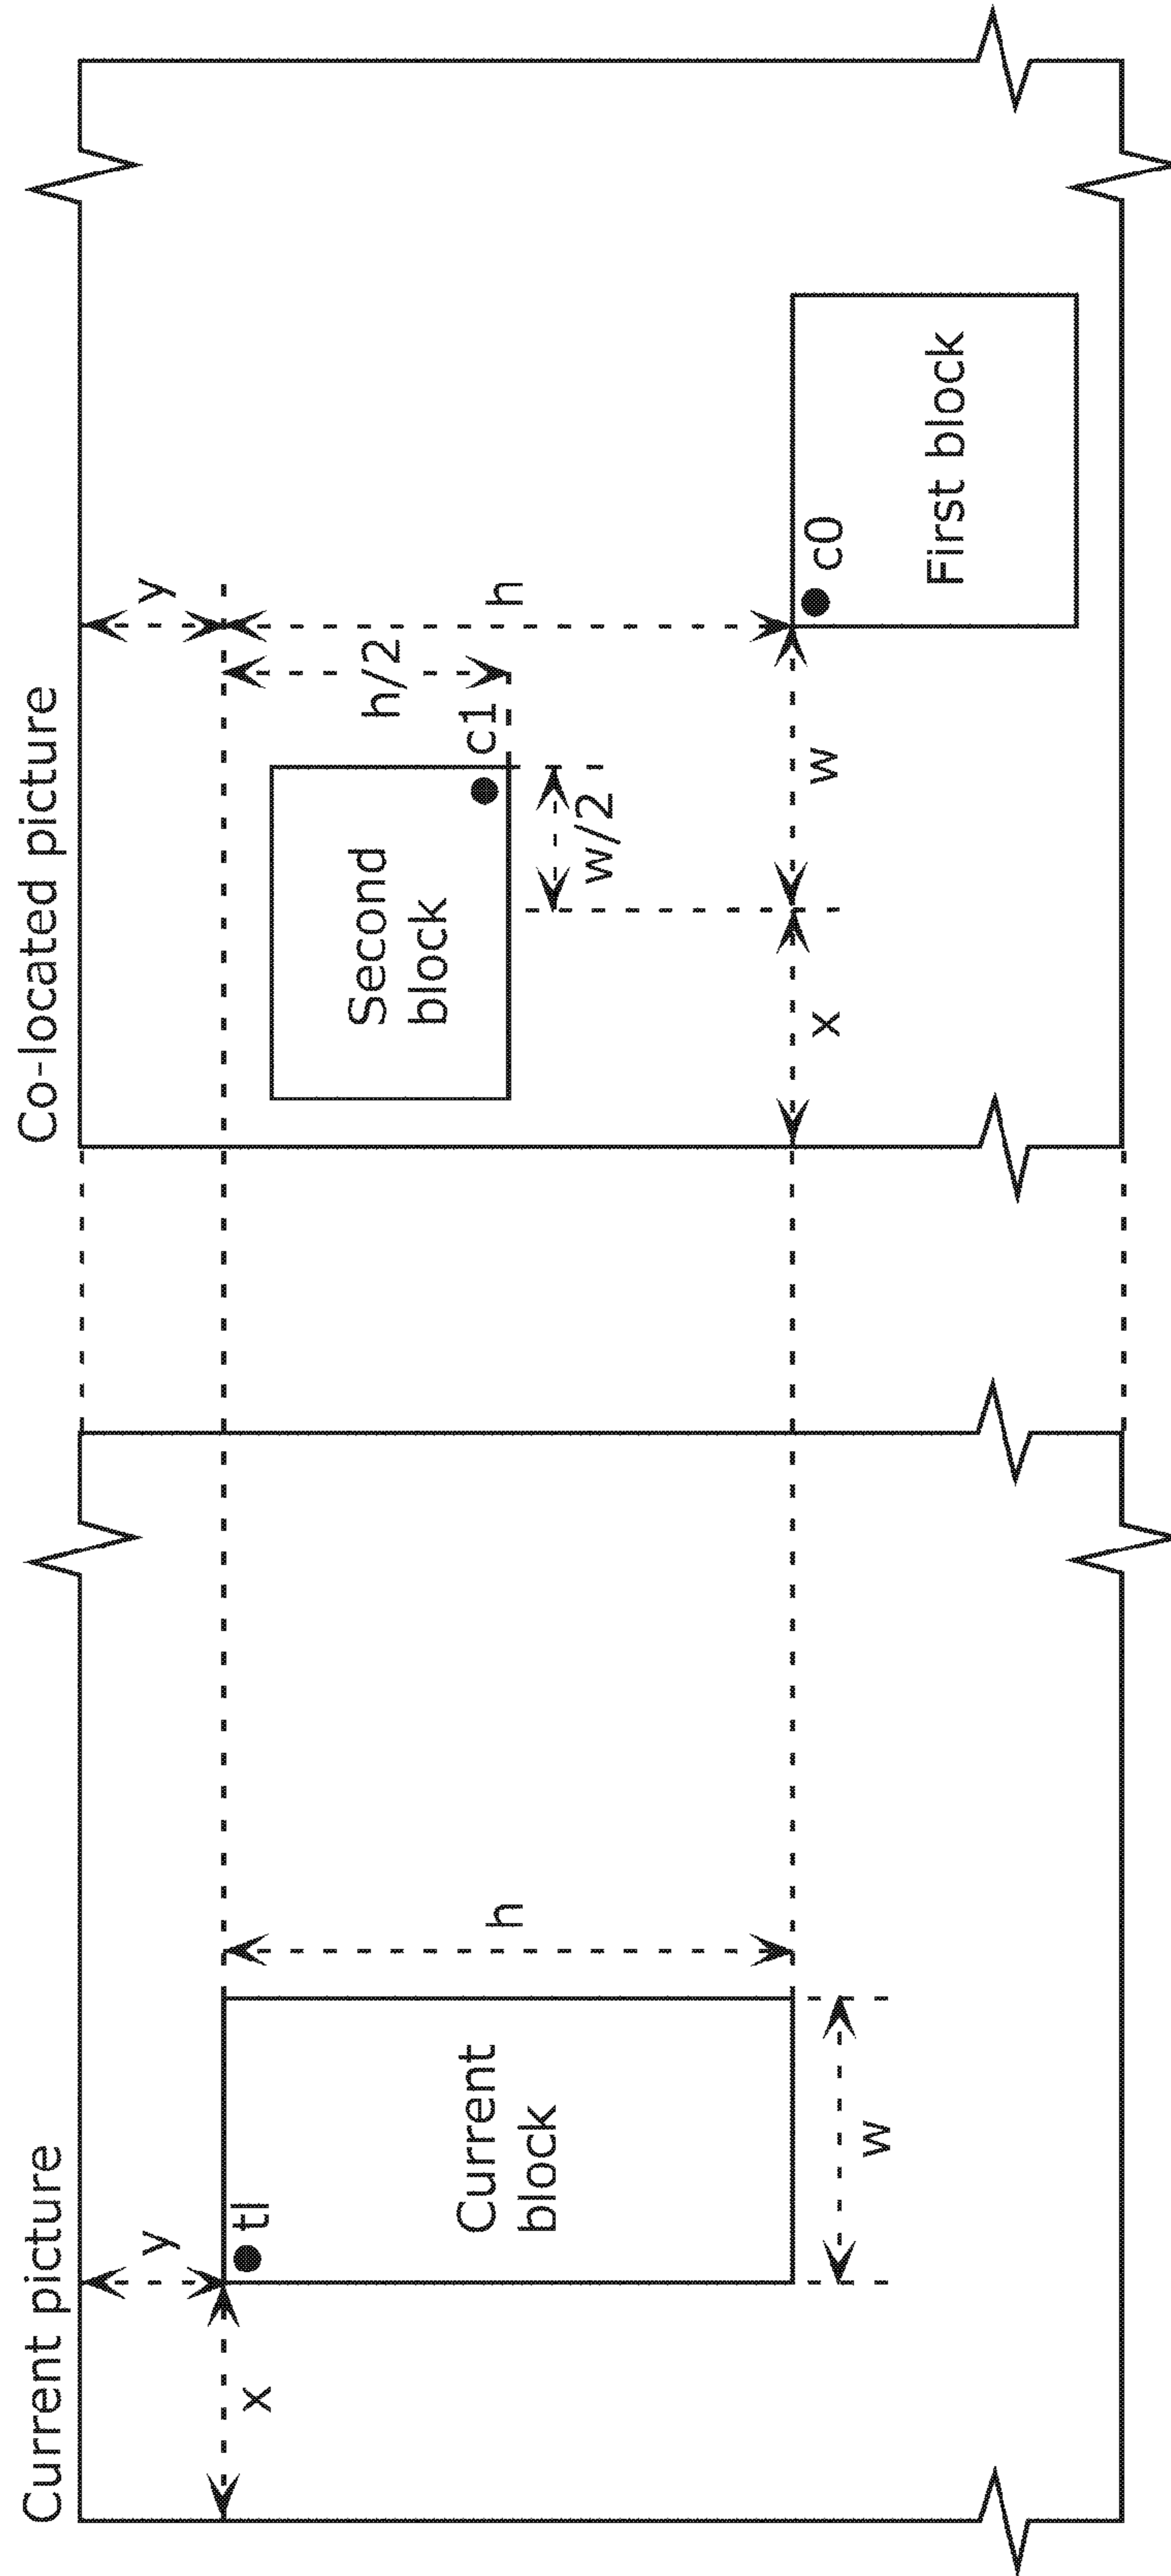 Current picture
y
tl
x
Current
block
h
w
Co-located picture
y
h
h/2
c1
Second
block
w/2
w
x
c0
First block